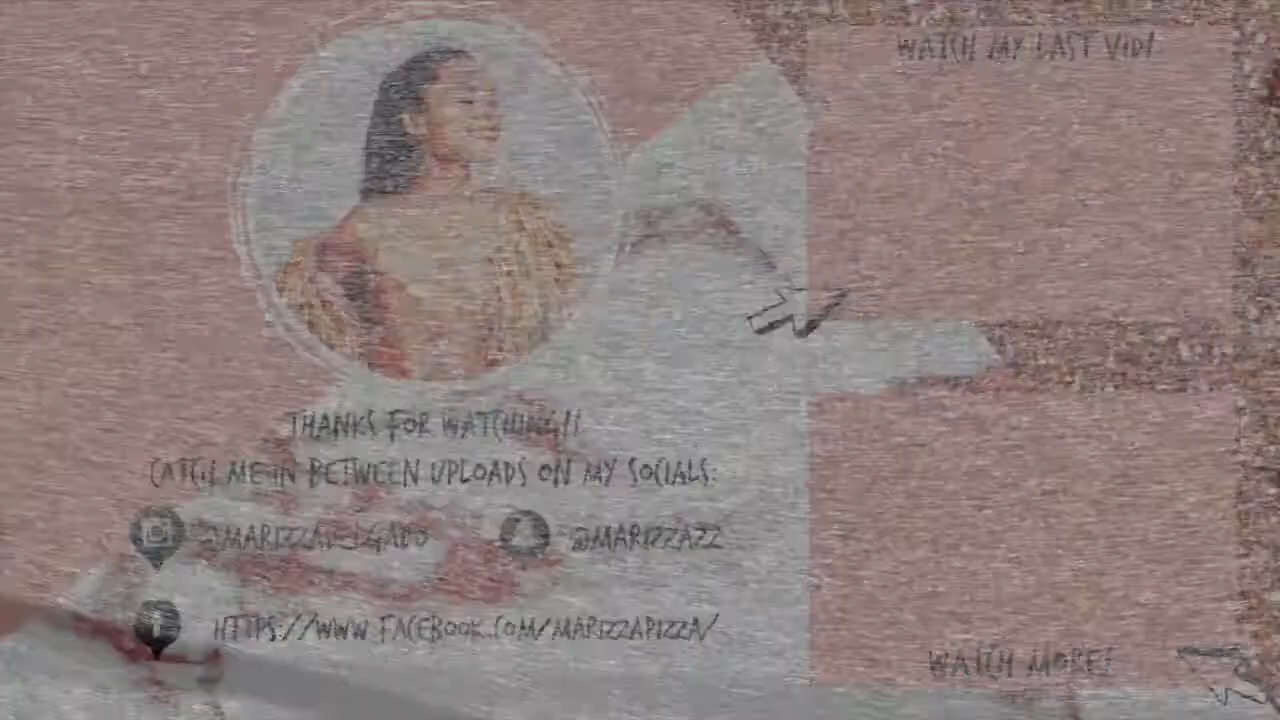 WATCH MY LAST VID!
THANKS FOR WATCHING!!
CATCH ME IN BETWEEN UPLOADS ON MY SOCIALS:
@MARIZZADELGADO @MARIZZAZZ
HTTPS://WWW.FACEBOOK.COM/MARIZZAPIZZA/
WATCH MORE!